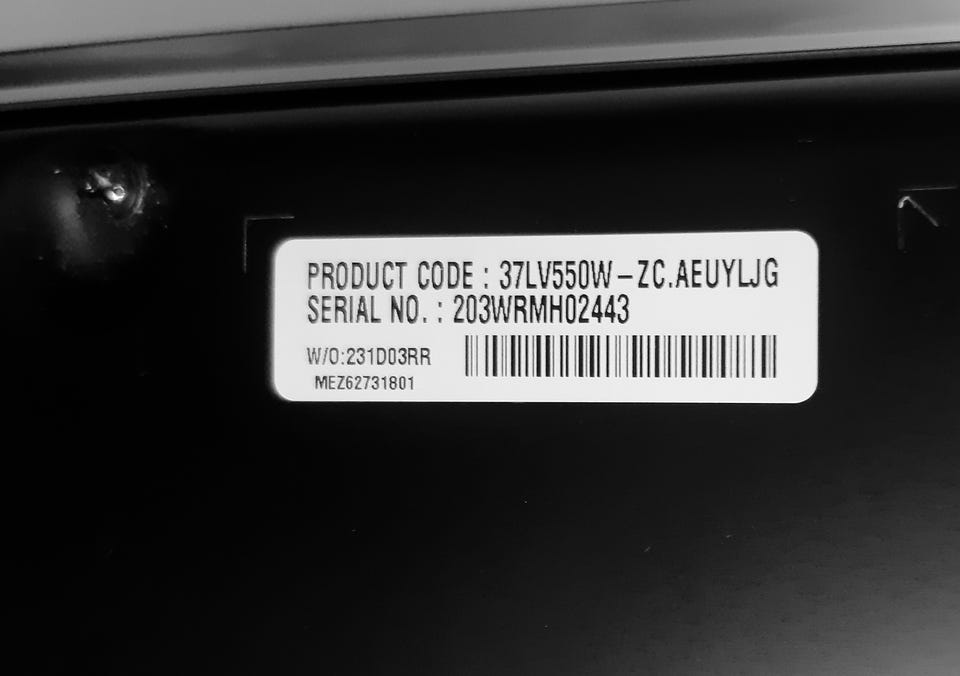 PRODUCT CODE : 37LV550W-ZC.AEUYLJG
SERIAL NO. : 203WRMH02443
W/O:231D03RR
MEZ62731801